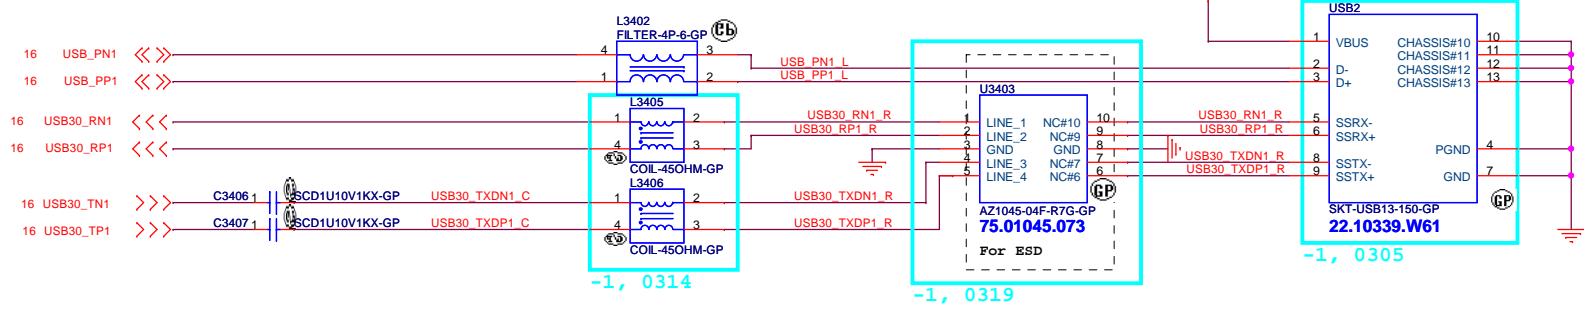 L3402
FILTER-4P-6-GP
16 USB_PN1 4 3 USB_PN1_L
16 USB_PP1 1 2 USB_PP1_L
L3405
16 USB30_RN1 1 2 USB30_RN1_R
16 USB30_RP1 4 3 USB30_RP1_R
COIL-45OHM-GP
L3406
16 USB30_TN1 C3406 1 SCD1U10V1KX-GP USB30_TXDN1_C 1 2 USB30_TXDN1_R
16 USB30_TP1 C3407 1 SCD1U10V1KX-GP USB30_TXDP1_C 4 3 USB30_TXDP1_R
COIL-45OHM-GP
-1, 0314
U3403
1 LINE_1 NC#10 10 USB30_RN1_R
2 LINE_2 NC#9 9 USB30_RP1_R
3 GND GND 8
4 LINE_3 NC#7 7 USB30_TXDN1_R
5 LINE_4 NC#6 6 USB30_TXDP1_R
GP
AZ1045-04F-R7G-GP
75.01045.073
For ESD
-1, 0319
USB2
1 VBUS CHASSIS#10 10
CHASSIS#11 11
2 D- CHASSIS#12 12
3 D+ CHASSIS#13 13
5 SSRX-
6 SSRX+
PGND 4
8 SSTX-
9 SSTX+ GND 7
GP
SKT-USB13-150-GP
22.10339.W61
-1, 0305